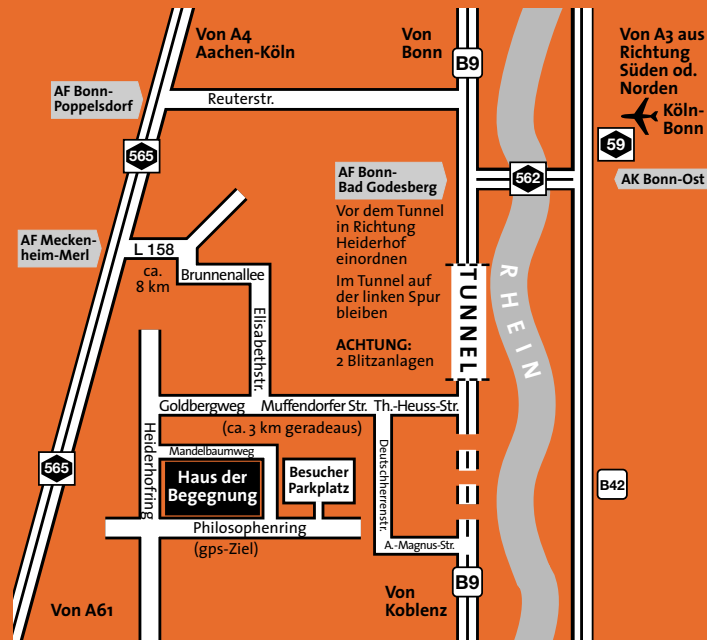 Von A4
Aachen-Köln
Von
Bonn
B9
Von A3 aus
Richtung
Süden od.
Norden
Köln-
Bonn
59
AF Bonn-
Poppelsdorf
Reuterstr.
565
AF Bonn-
Bad Godesberg
562
AK Bonn-Ost
Vor dem Tunnel
in Richtung
Heiderhof
einordnen
Im Tunnel auf
der linken Spur
bleiben
ACHTUNG:
2 Blitzanlagen
TUNNEL
RHEIN
AF Mecken-
heim-Merl
L 158
ca.
8 km
Brunnenallee
Elisabethstr.
Goldbergweg
Muffendorfer Str.
Th.-Heuss-Str.
(ca. 3 km geradeaus)
Heiderhofring
Mandelbaumweg
Deutschherrenstr.
565
Haus der
Begegnung
Besucher
Parkplatz
B42
Philosophenring
(gps-Ziel)
A.-Magnus-Str.
B9
Von
Koblenz
Von A61